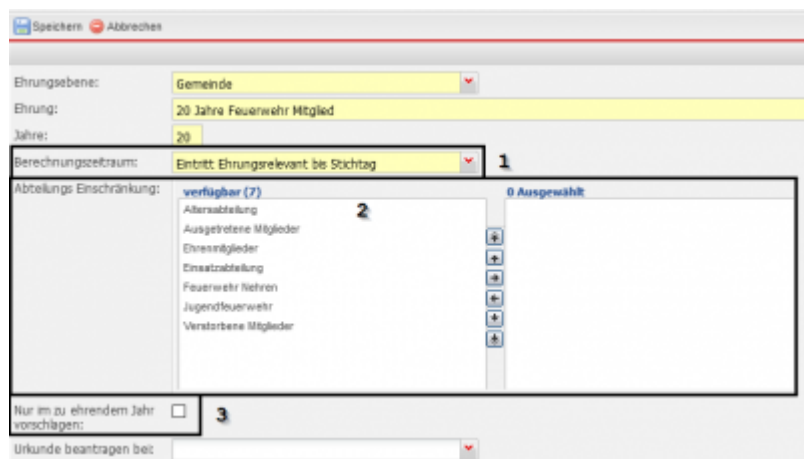 Speichern Abbrechen
Ehrungsebene: Gemeinde
Ehrung: 20 Jahre Feuerwehr Mitglied
Jahre: 20
Berechnungszeitraum: Eintritt Ehrungsrelevant bis Stichtag 1
Abteilungs Einschränkung: verfügbar (7) 0 Ausgewählt
Altersabteilung 2
Ausgetretene Mitglieder
Ehrenmitglieder
Einsatzabteilung
Feuerwehr Nehren
Jugendfeuerwehr
Verstorbene Mitglieder
Nur im zu ehrendem Jahr 3
vorschlagen:
Urkunde beantragen bei: